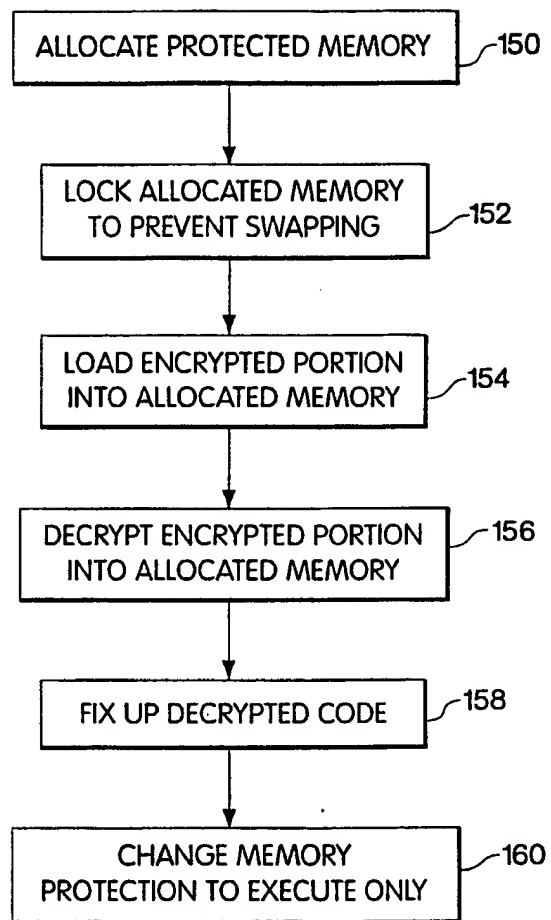 ALLOCATE PROTECTED MEMORY
150
LOCK ALLOCATED MEMORY
TO PREVENT SWAPPING
152
LOAD ENCRYPTED PORTION
INTO ALLOCATED MEMORY
154
DECRYPT ENCRYPTED PORTION
INTO ALLOCATED MEMORY
156
FIX UP DECRYPTED CODE
158
CHANGE MEMORY
PROTECTION TO EXECUTE ONLY
160